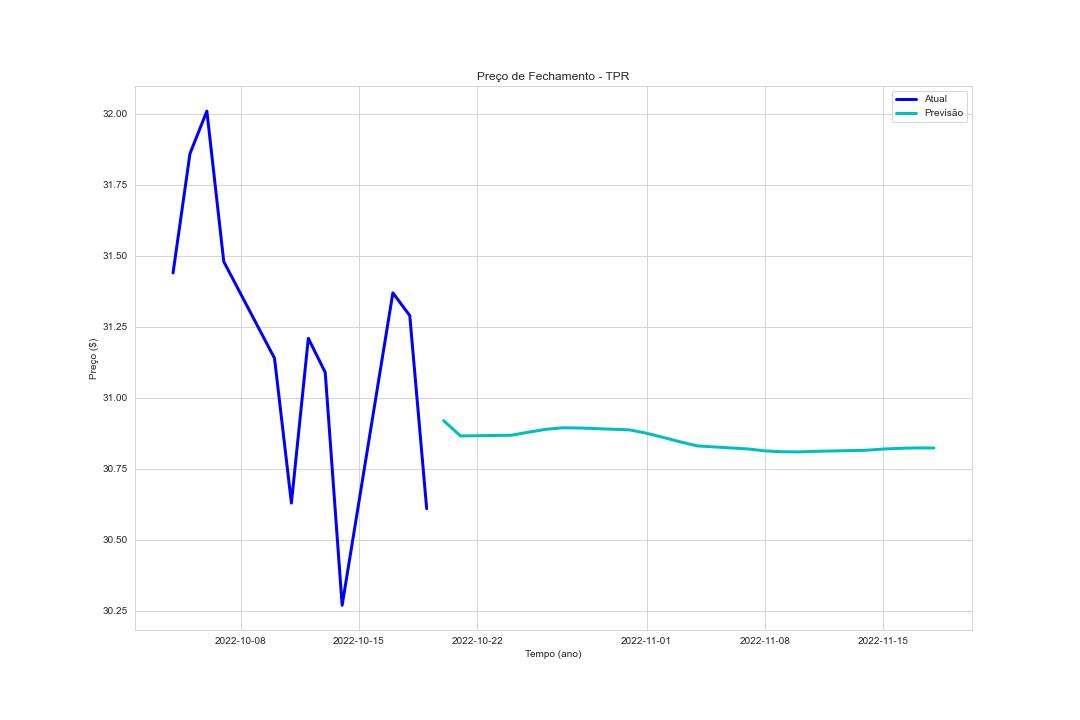 Preço de Fechamento - TPR
Atual
Previsão
32.00
31.75
31.50
31.25
31.00
30.75
30.50
30.25
Preço ($)
2022-10-08
2022-10-15
2022-10-22
2022-11-01
2022-11-08
2022-11-15
Tempo (ano)